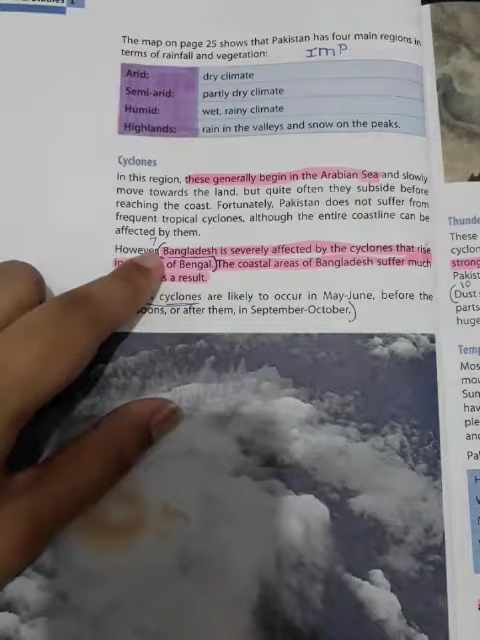 1
The map on page 25 shows that Pakistan has four main regions in
terms of rainfall and vegetation:
IMP
Arid: dry climate
Semi-arid: partly dry climate
Humid: wet, rainy climate
Highlands: rain in the valleys and snow on the peaks.
Cyclones
In this region, these generally begin in the Arabian Sea and slowly
move towards the land, but quite often they subside before
reaching the coast. Fortunately, Pakistan does not suffer from
frequent tropical cyclones, although the entire coastline can be
affected by them.
7
However (Bangladesh is severely affected by the cyclones that rise
of Bengal.) The coastal areas of Bangladesh suffer much
s a result.
cyclones are likely to occur in May-June, before the
oons, or after them, in September-October.)
Thunde
These
cyclon
strong
Pakist
10
(Dust
parts
huge
Temp
Mos
mo
Sun
hav
ple
and
Pa
H